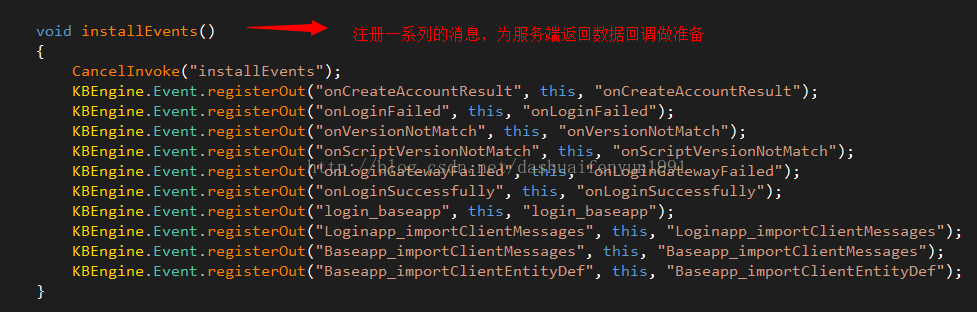 void installEvents()
注册一系列的消息，为服务端返回数据回调做准备
{
CancelInvoke("installEvents");
KBEngine.Event.registerOut("onCreateAccountResult", this, "onCreateAccountResult");
KBEngine.Event.registerOut("onLoginFailed", this, "onLoginFailed");
KBEngine.Event.registerOut("onVersionNotMatch", this, "onVersionNotMatch");
KBEngine.Event.registerOut("onScriptVersionNotMatch", this, "onScriptVersionNotMatch");
http://blog.csdn.net/dashuaifenyun1991
KBEngine.Event.registerOut("onLoginGatewayFailed", this, "onLoginGatewayFailed");
KBEngine.Event.registerOut("onLoginSuccessfully", this, "onLoginSuccessfully");
KBEngine.Event.registerOut("login_baseapp", this, "login_baseapp");
KBEngine.Event.registerOut("Loginapp_importClientMessages", this, "Loginapp_importClientMessages");
KBEngine.Event.registerOut("Baseapp_importClientMessages", this, "Baseapp_importClientMessages");
KBEngine.Event.registerOut("Baseapp_importClientEntityDef", this, "Baseapp_importClientEntityDef");
}